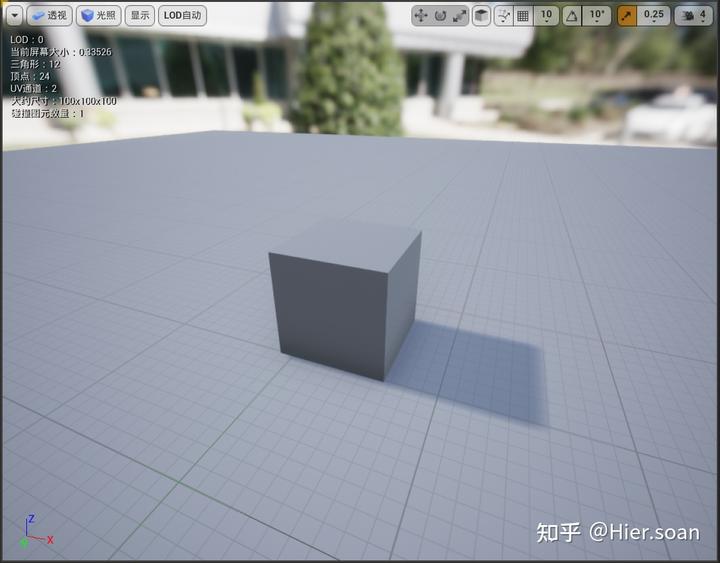 透视 光照 显示 LOD自动 10 10° 0.25 4
LOD：0
当前屏幕大小：0.33526
三角形：12
顶点：24
UV通道：2
大约尺寸：100x100x100
碰撞图元数量：1
Z
X
知乎 @Hier.soan